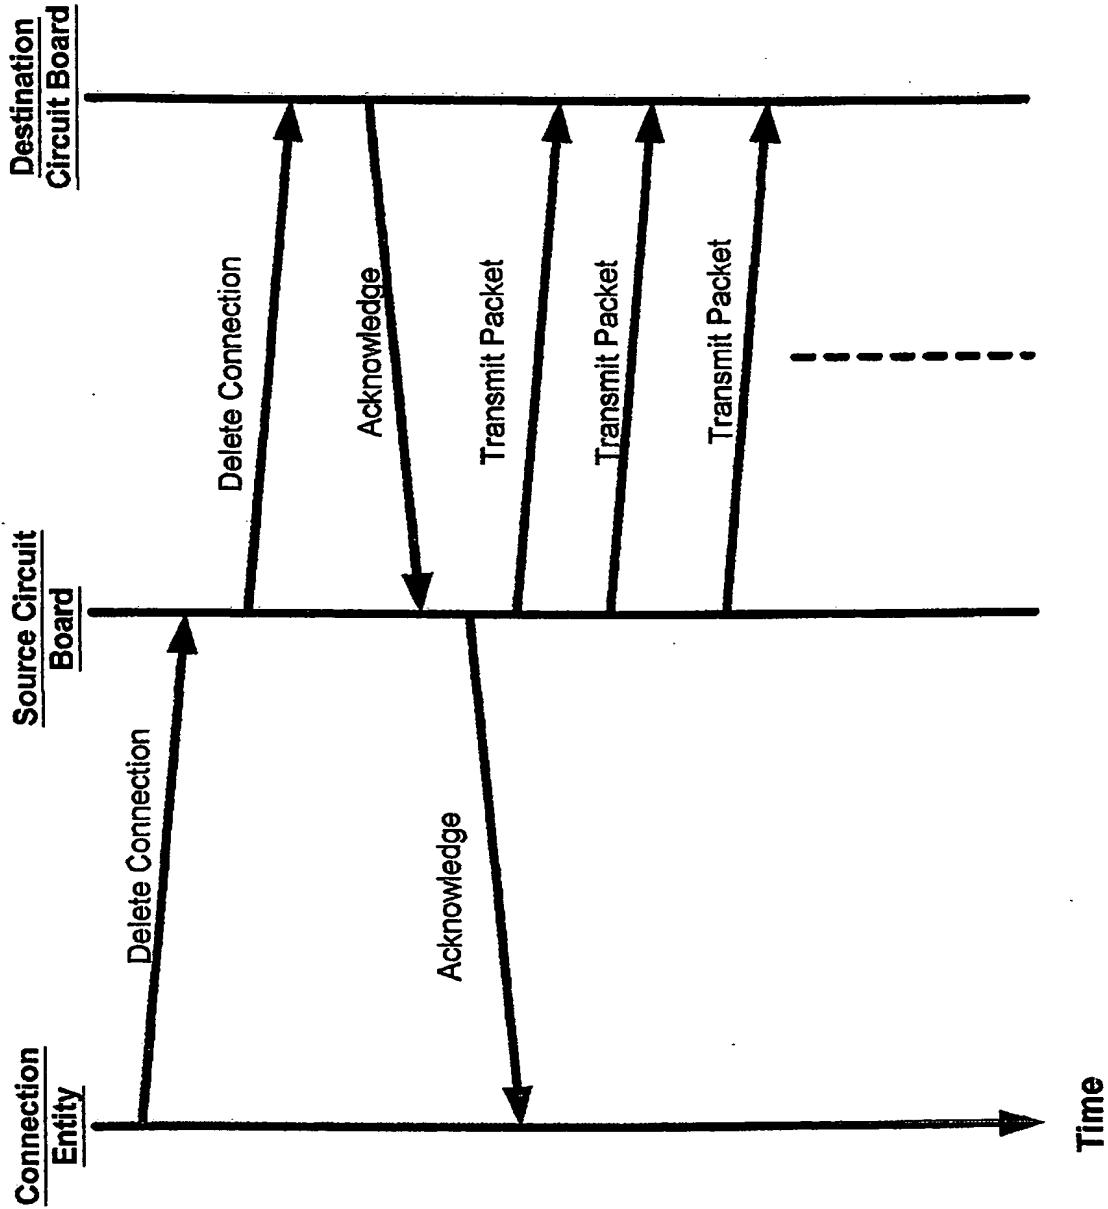 Connection
Entity
Source Circuit
Board
Destination
Circuit Board
Delete Connection
Delete Connection
Acknowledge
Acknowledge
Transmit Packet
Transmit Packet
Transmit Packet
Time